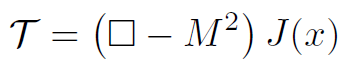 𝒯 = (□ − M²) J(x)